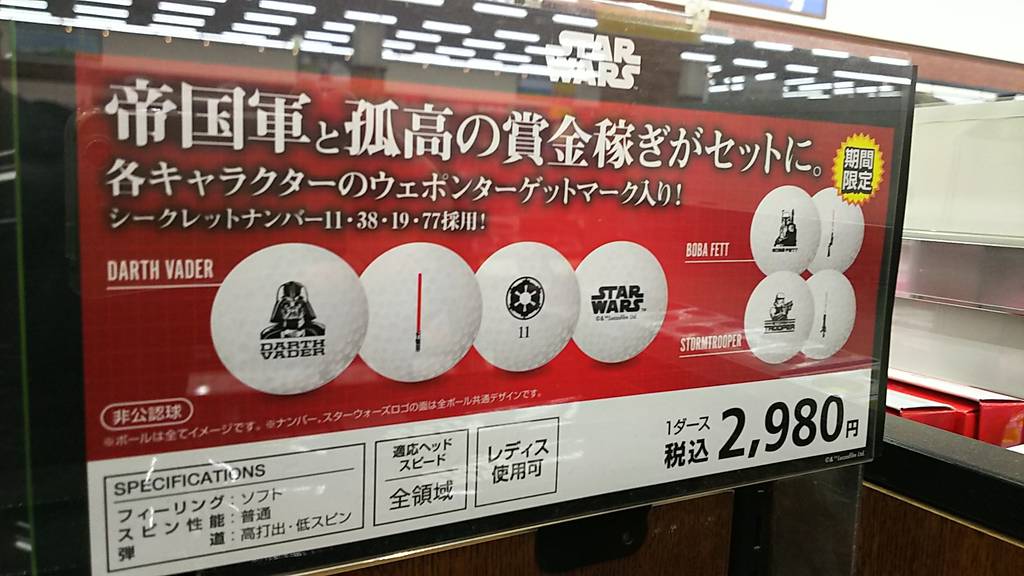 STAR WARS
帝国軍と孤高の賞金稼ぎがセットに。
期間限定
各キャラクターのウェポンターゲットマーク入り!
シークレットナンバー11・38・19・77採用!
DARTH VADER
DARTH VADER
11
STAR WARS
BOBA FETT
BOBA FETT
STORMTROOPER
TROOPER
非公認球
※ボールは全てイメージです。※ナンバー、スターウォーズロゴの面は全ボール共通デザインです。
SPECIFICATIONS
フィーリング:ソフト
スピン性能:普通
弾道:高打出・低スピン
適応ヘッドスピード
全領域
レディス
使用可
1ダース
税込2,980円
©&™Lucasfilm Ltd.